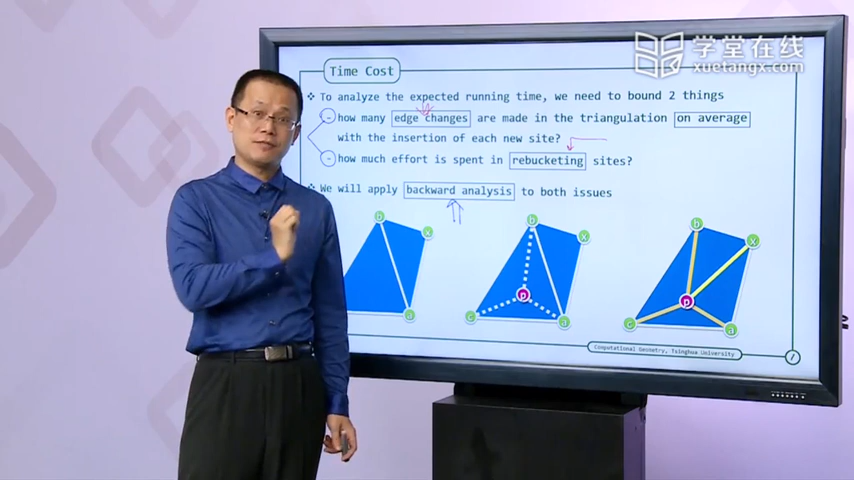 学堂在线
xuetangx.com
Time Cost
To analyze the expected running time, we need to bound 2 things
how many edge changes are made in the triangulation on average
with the insertion of each new site?
how much effort is spent in rebucketing sites?
We will apply backward analysis to both issues
b
x
a
b
x
p
c
a
b
x
p
c
a
Computational Geometry, Tsinghua University
7